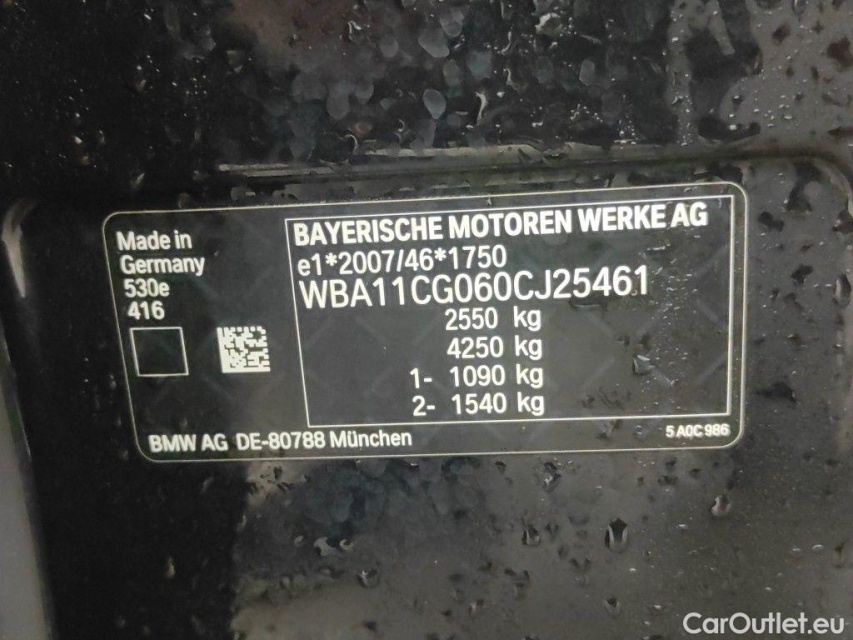 Made in
Germany
530e
416
BAYERISCHE MOTOREN WERKE AG
e1*2007/46*1750
WBA11CG060CJ25461
2550 kg
4250 kg
1- 1090 kg
2- 1540 kg
BMW AG DE-80788 München
5 A0C 986
CarOutlet.eu